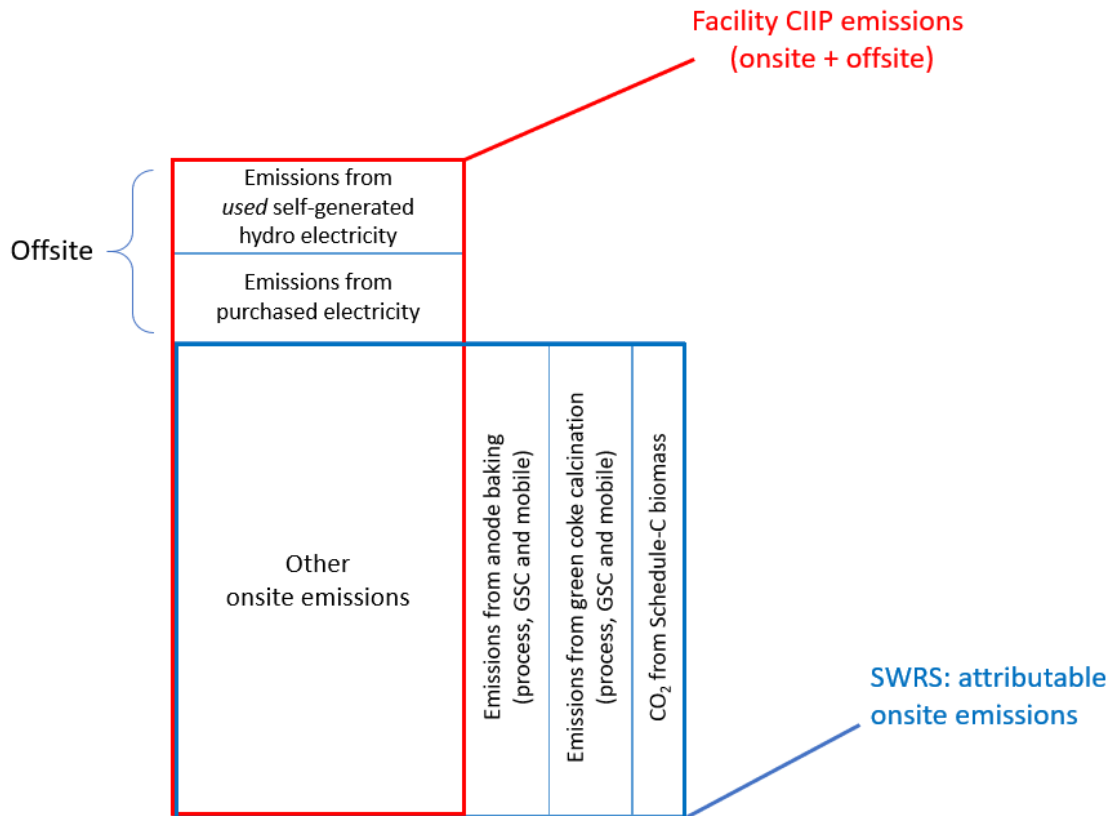 Facility CIIP emissions
(onsite + offsite)
Emissions from
used self-generated
hydro electricity
Offsite
Emissions from
purchased electricity
Other
onsite emissions
Emissions from anode baking
(process, GSC and mobile)
Emissions from green coke calcination
(process, GSC and mobile)
CO₂ from Schedule-C biomass
SWRS: attributable
onsite emissions